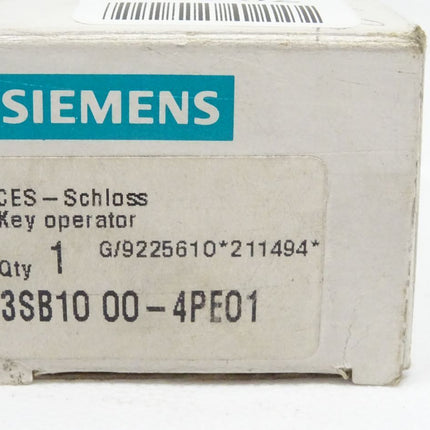 SIEMENS
CES-Schloss
Key operator
Qty 1 G/9225610*211494*
3SB10 00-4PE01